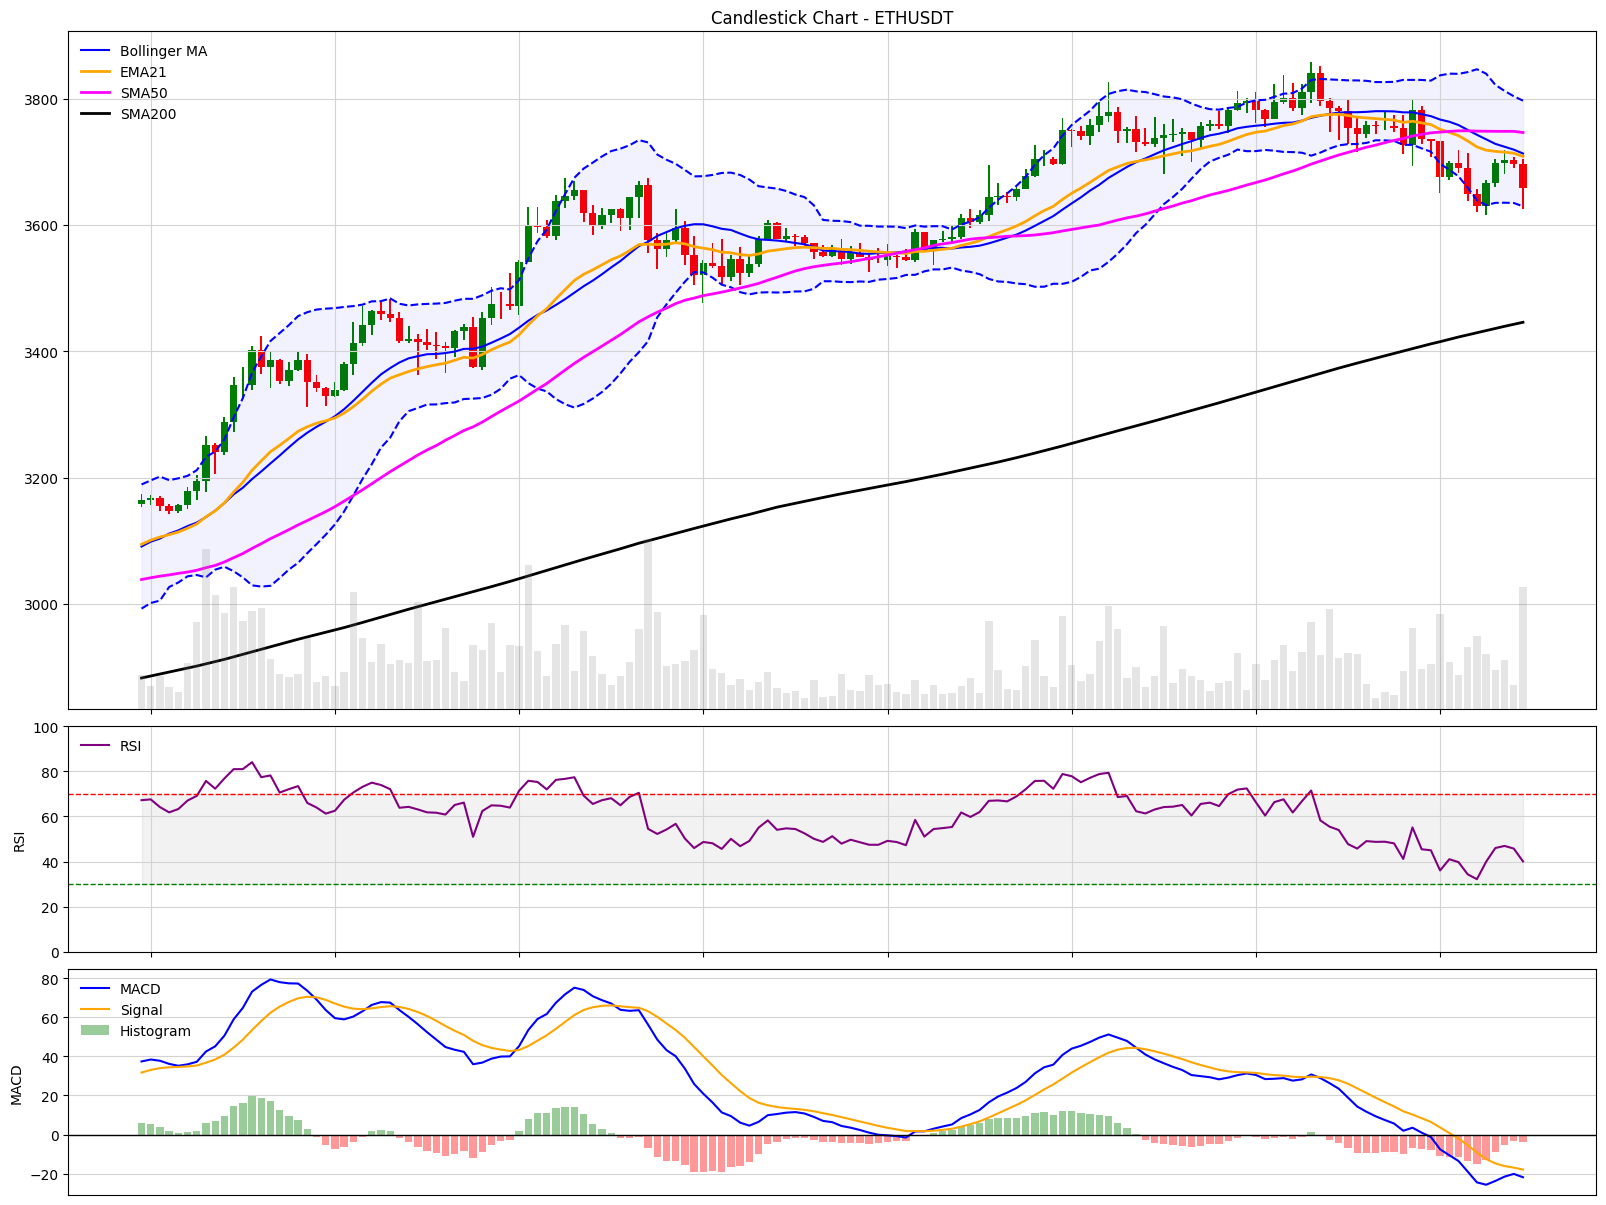 Candlestick Chart - ETHUSDT
Bollinger MA
EMA21
SMA50
SMA200
3800
3600
3400
3200
3000
RSI
100
80
60
40
20
0
RSI
MACD
Signal
Histogram
80
60
40
20
0
−20
MACD